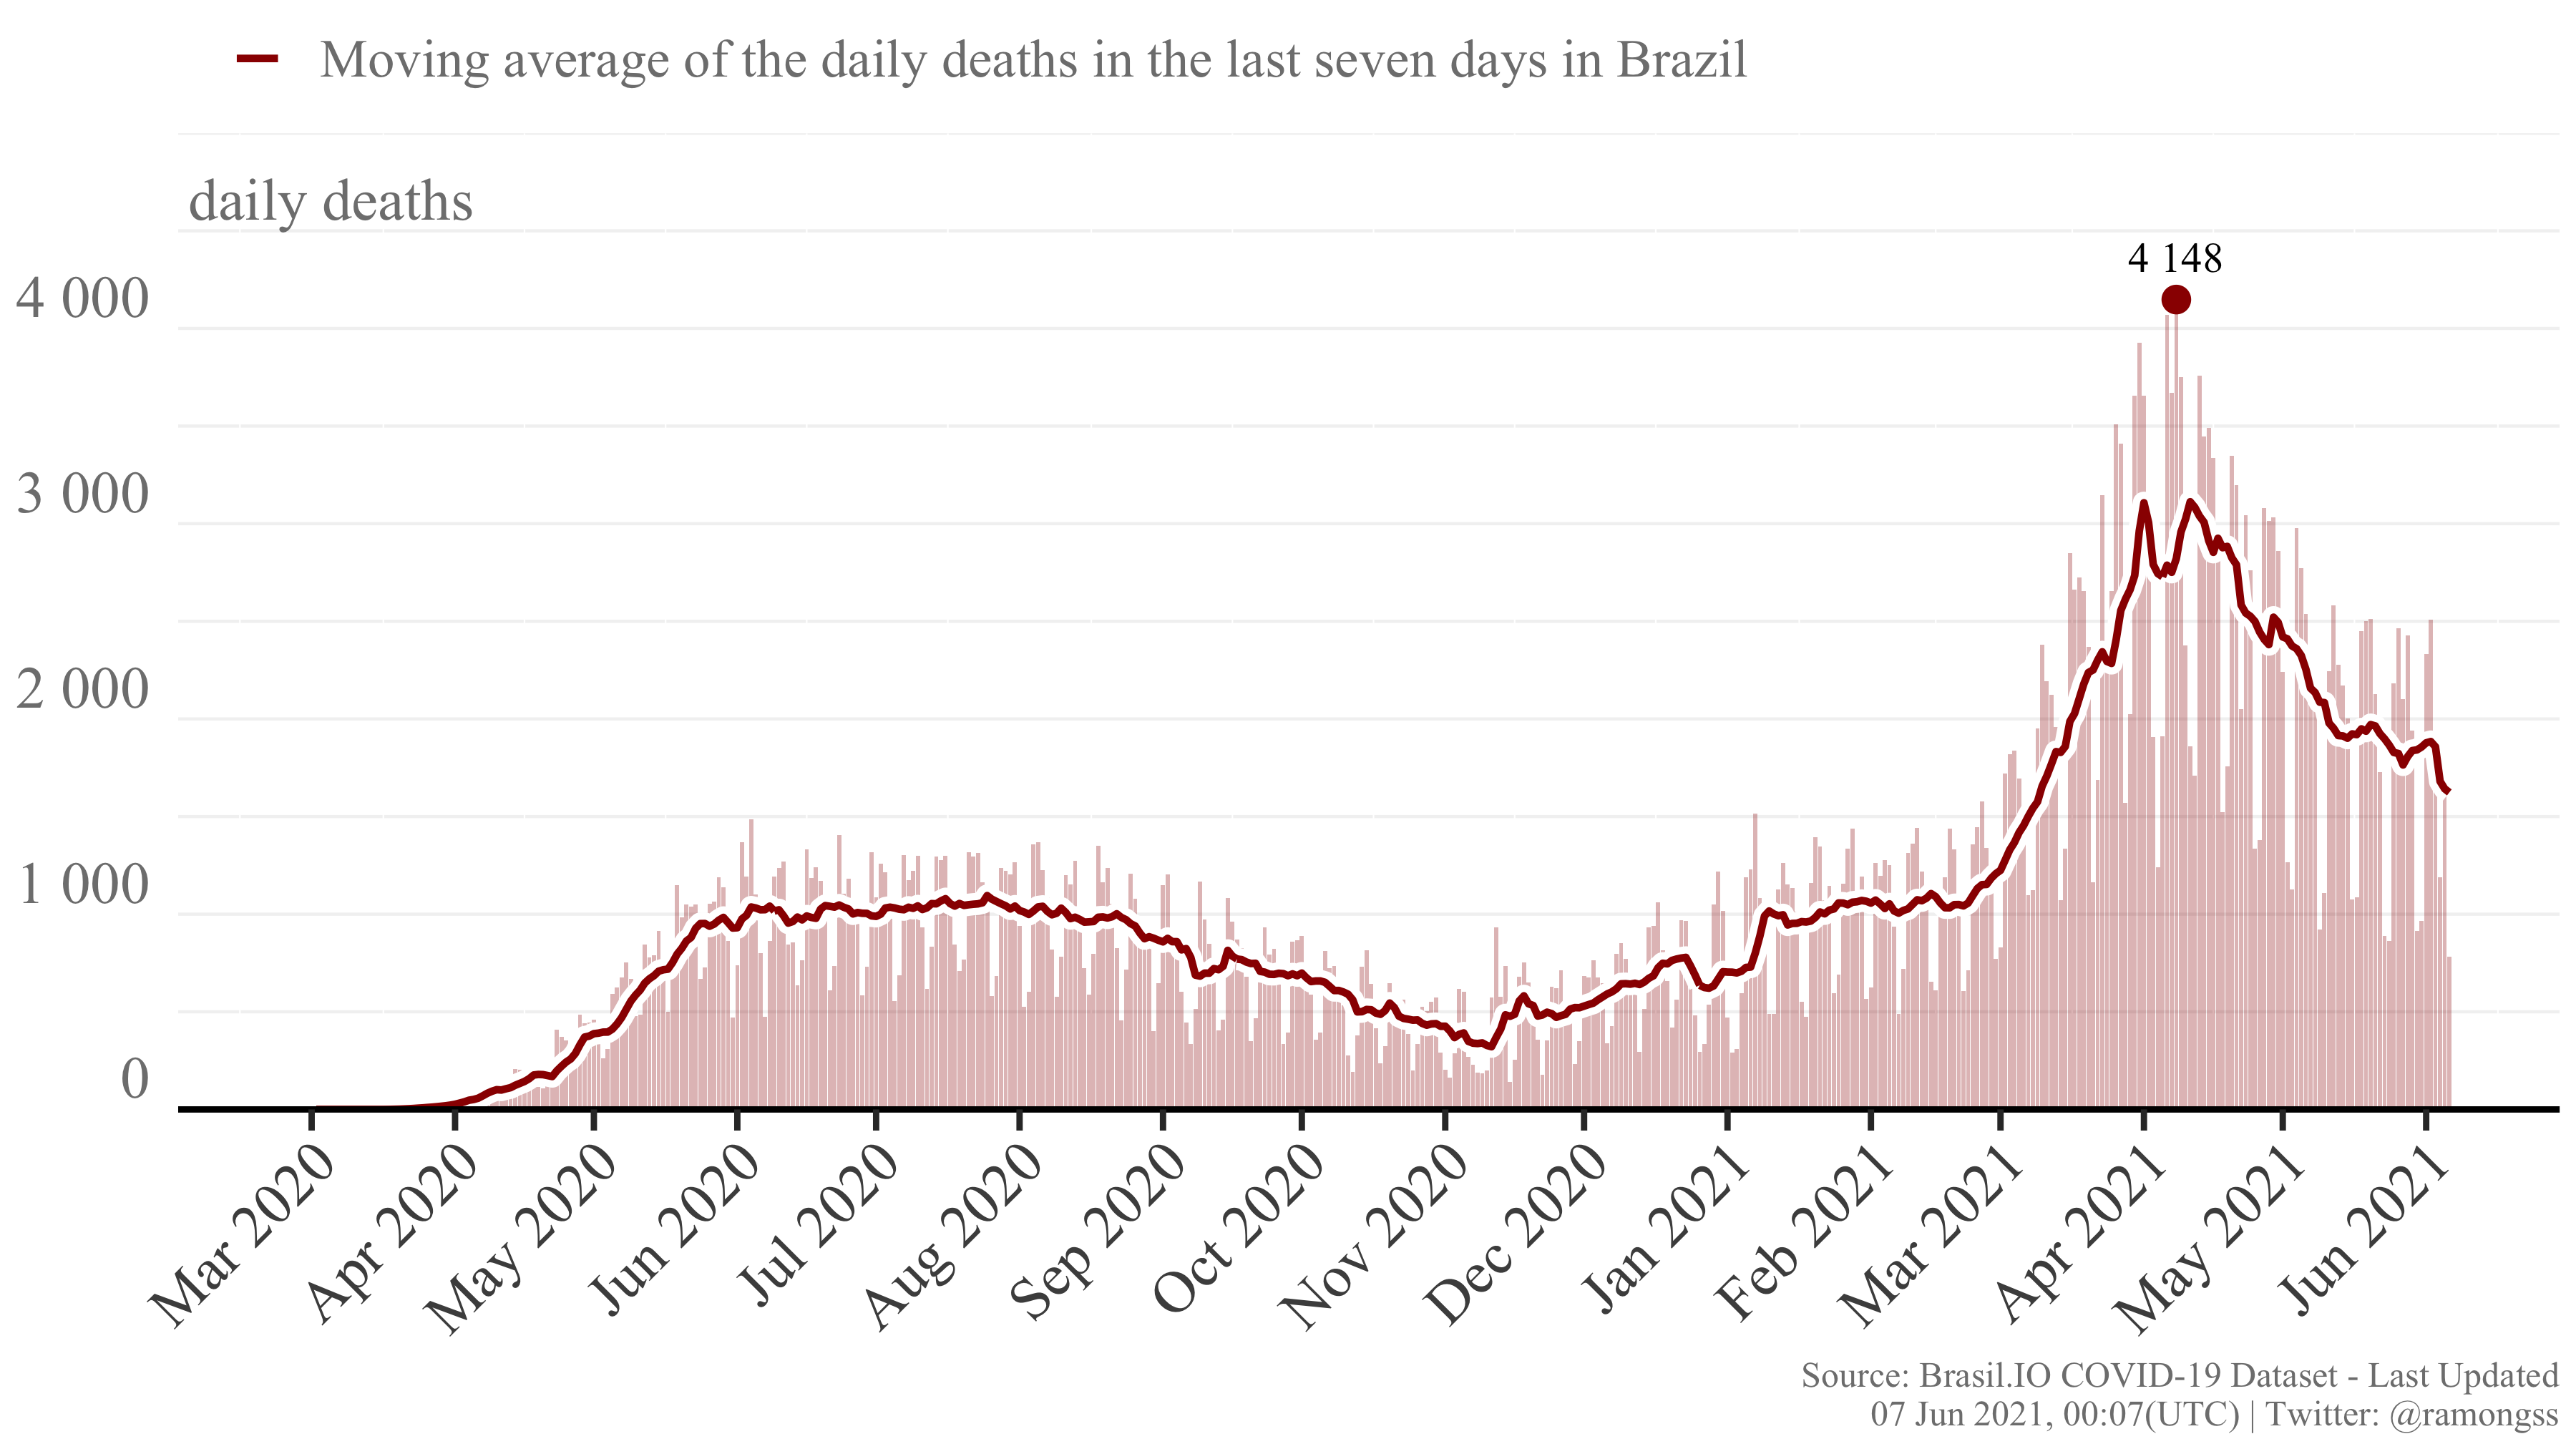 Moving average of the daily deaths in the last seven days in Brazil
daily deaths
4 148
4 000
3 000
2 000
1 000
0
Mar 2020
Apr 2020
May 2020
Jun 2020
Jul 2020
Aug 2020
Sep 2020
Oct 2020
Nov 2020
Dec 2020
Jan 2021
Feb 2021
Mar 2021
Apr 2021
May 2021
Jun 2021
Source: Brasil.IO COVID-19 Dataset - Last Updated
07 Jun 2021, 00:07(UTC) | Twitter: @ramongss